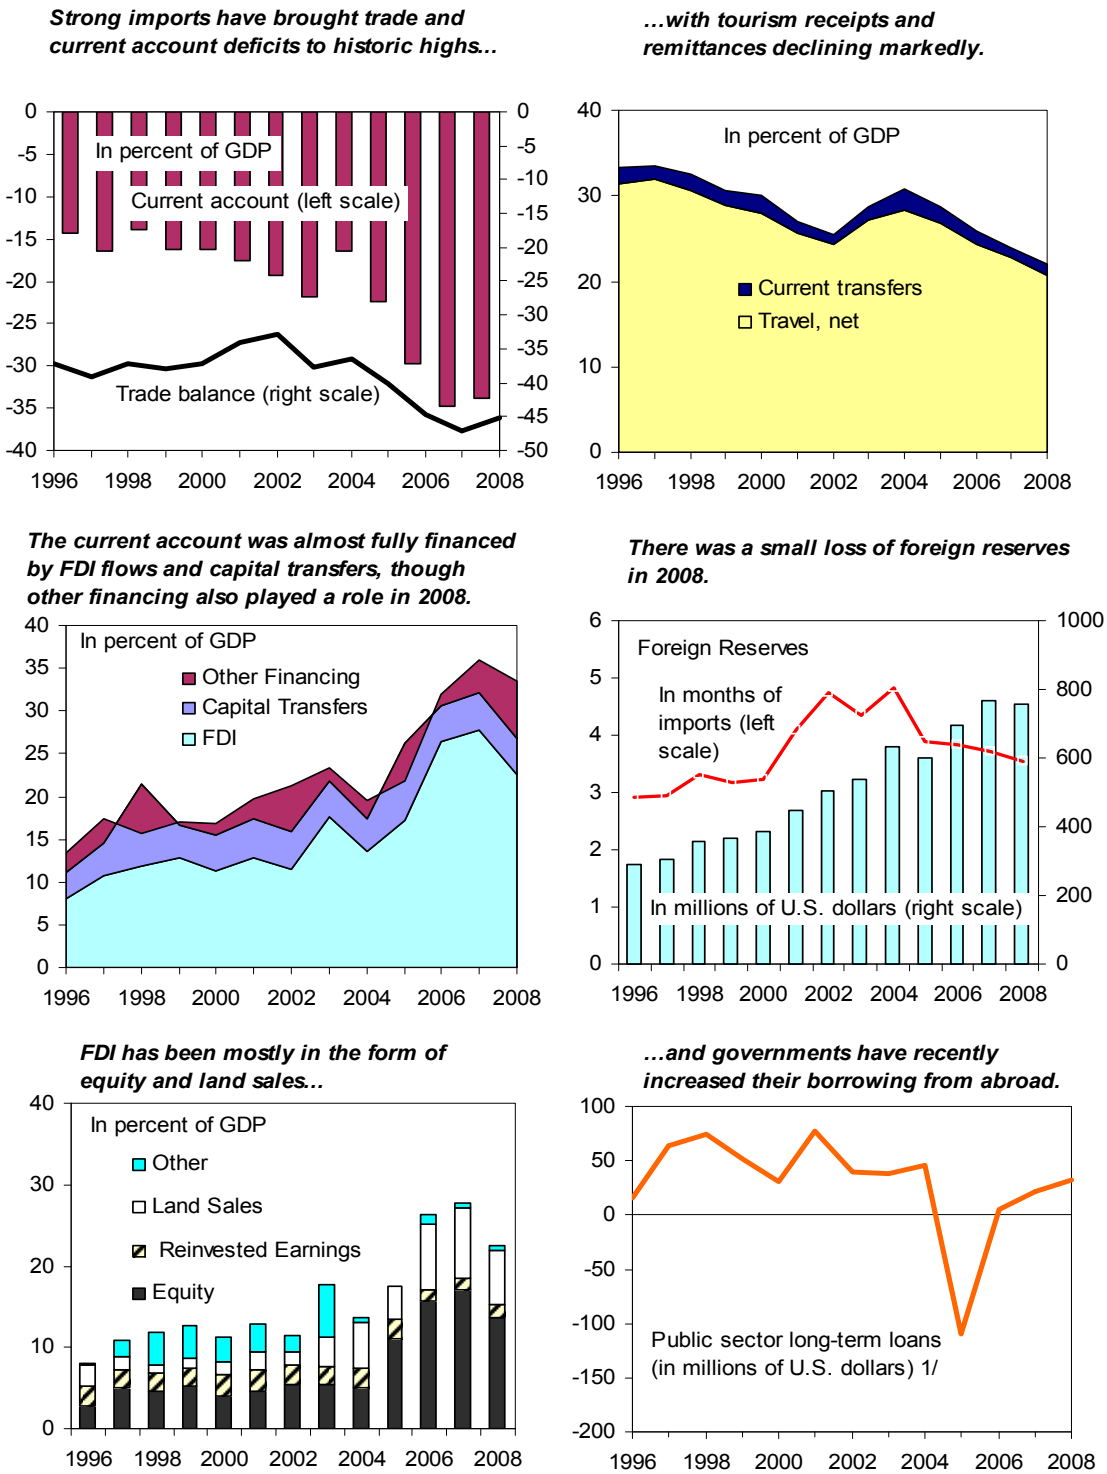 Strong imports have brought trade and
current account deficits to historic highs…
0
-5
-10
-15
-20
-25
-30
-35
-40
0
-5
-10
-15
-20
-25
-30
-35
-40
-45
-50
In percent of GDP
Current account (left scale)
Trade balance (right scale)
1996 1998 2000 2002 2004 2006 2008
…with tourism receipts and
remittances declining markedly.
40
30
20
10
0
In percent of GDP
Current transfers
Travel, net
1996 1998 2000 2002 2004 2006 2008
The current account was almost fully financed
by FDI flows and capital transfers, though
other financing also played a role in 2008.
40
35
30
25
20
15
10
5
0
In percent of GDP
Other Financing
Capital Transfers
FDI
1996 1998 2000 2002 2004 2006 2008
There was a small loss of foreign reserves
in 2008.
6
5
4
3
2
1
0
1000
800
600
400
200
0
Foreign Reserves
In months of
imports (left
scale)
In millions of U.S. dollars (right scale)
1996 1998 2000 2002 2004 2006 2008
FDI has been mostly in the form of
equity and land sales…
40
30
20
10
0
In percent of GDP
Other
Land Sales
Reinvested Earnings
Equity
1996 1998 2000 2002 2004 2006 2008
…and governments have recently
increased their borrowing from abroad.
100
50
0
-50
-100
-150
-200
Public sector long-term loans
(in millions of U.S. dollars) 1/
1996 1998 2000 2002 2004 2006 2008